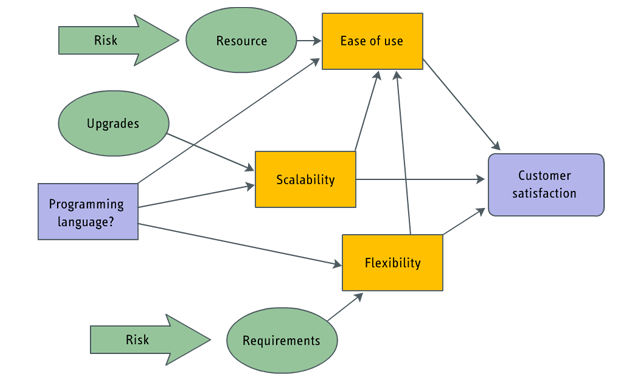 Risk
Resource
Ease of use
Upgrades
Scalability
Customer
satisfaction
Programming
language?
Flexibility
Risk
Requirements